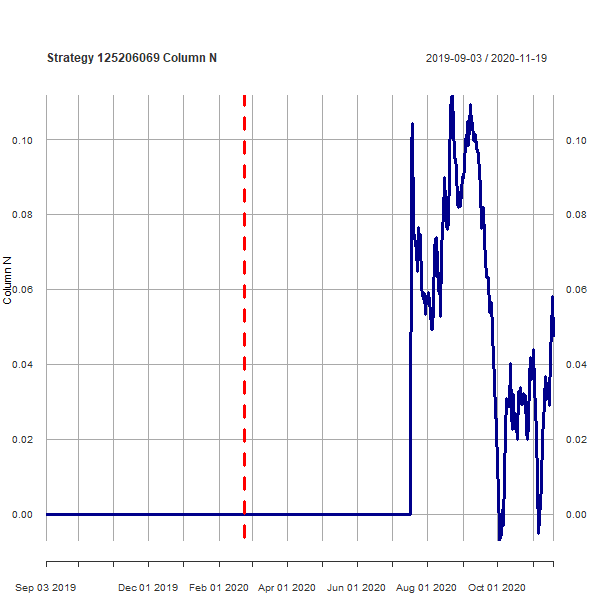 Strategy 125206069 Column N
2019-09-03 / 2020-11-19
0.10
0.10
0.08
0.08
0.06
0.06
Column N
0.04
0.04
0.02
0.02
0.00
0.00
Sep 03 2019
Dec 01 2019
Feb 01 2020
Apr 01 2020
Jun 01 2020
Aug 01 2020
Oct 01 2020